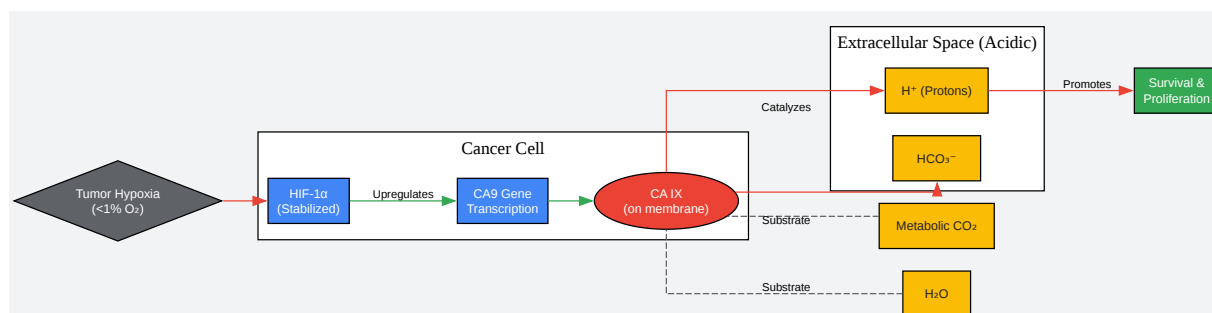 Tumor Hypoxia
(<1% O₂)
Cancer Cell
HIF-1α
(Stabilized)
Upregulates
CA9 Gene
Transcription
CA IX
(on membrane)
Catalyzes
Extracellular Space (Acidic)
H⁺ (Protons)
HCO₃⁻
Promotes
Survival &
Proliferation
Substrate
Metabolic CO₂
Substrate
H₂O